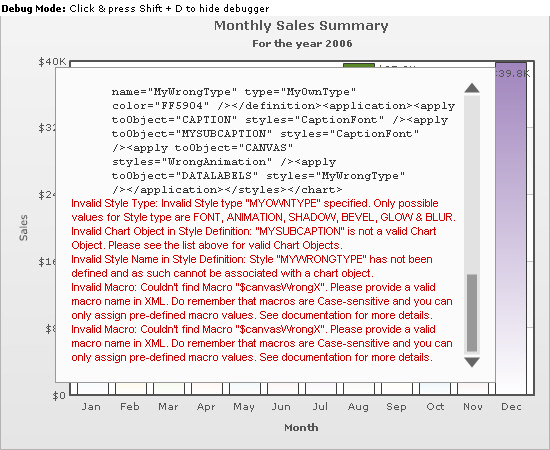 Debug Mode: Click & press Shift + D to hide debugger
Monthly Sales Summary
For the year 2006
$40K
39.8K
name="MyWrongType" type="MyOwnType"
color="FF5904" /></definition><application><apply
toObject="CAPTION" styles="CaptionFont" /><apply
toObject="MYSUBCAPTION" styles="CaptionFont"
/><apply toObject="CANVAS"
styles="WrongAnimation" /><apply
toObject="DATALABELS" styles="MyWrongType"
/></application></styles></chart>
Invalid Style Type: Invalid Style type "MYOWNTYPE" specified. Only possible
values for Style type are FONT, ANIMATION, SHADOW, BEVEL, GLOW & BLUR.
Invalid Chart Object in Style Definition: "MYSUBCAPTION" is not a valid Chart
Object. Please see the list above for valid Chart Objects.
Invalid Style Name in Style Definition: Style "MYWRONGTYPE" has not been
defined and as such cannot be associated with a chart object.
Invalid Macro: Couldn't find Macro "$canvasWrongX". Please provide a valid
macro name in XML. Do remember that macros are Case-sensitive and you can
only assign pre-defined macro values. See documentation for more details.
Invalid Macro: Couldn't find Macro "$canvasWrongX". Please provide a valid
macro name in XML. Do remember that macros are Case-sensitive and you can
only assign pre-defined macro values. See documentation for more details.
Sales
$0
Jan Feb Mar Apr May Jun Jul Aug Sep Oct Nov Dec
Month